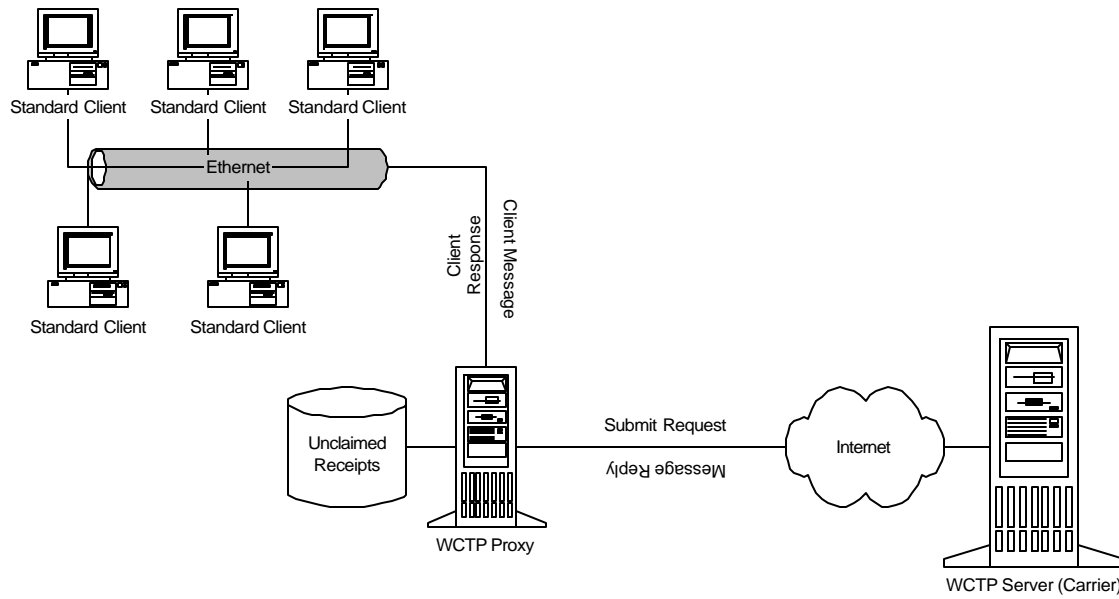 Standard Client
Standard Client
Standard Client
Ethernet
Standard Client
Standard Client
Client
Response
Client Message
Unclaimed
Receipts
WCTP Proxy
Submit Request
Message Reply
Internet
WCTP Server (Carrier)